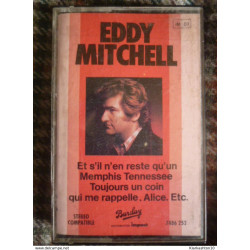 EDDY
MITCHELL
Et s'il n'en reste qu'un
Memphis Tennessee
Toujours un coin
qui me rappelle, Alice. Etc.
STEREO
COMPATIBLE
Barclay